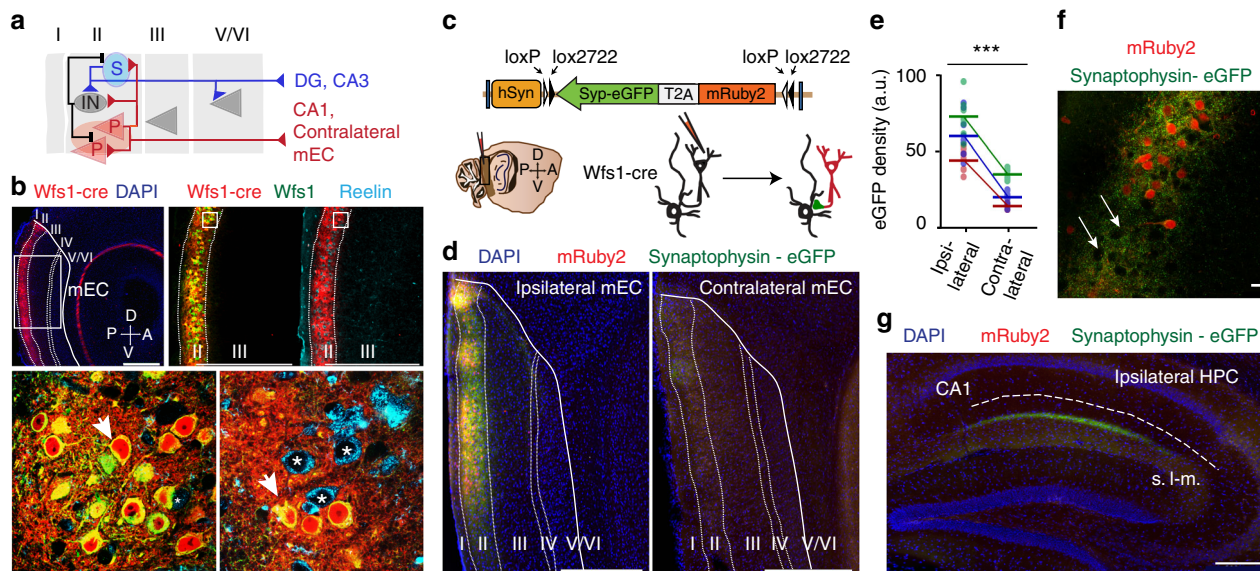 a
I II III V/VI
S
IN
P
P
DG, CA3
CA1,
Contralateral
mEC
b
Wfs1-cre DAPI
I II
III
IV
V/VI
mEC
D
P A
V
Wfs1-cre Wfs1 Reelin
II III
II III
*
* * *
c
loxP lox2722 loxP lox2722
hSyn Syp-eGFP T2A mRuby2
D
P A
V
Wfs1-cre
d
DAPI mRuby2 Synaptophysin - eGFP
Ipsilateral mEC
I II III IV V/VI
Contralateral mEC
I II III IV V/VI
e
***
eGFP density (a.u.)
100
50
0
Ipsi-
lateral
Contra-
lateral
f
mRuby2
Synaptophysin- eGFP
g
DAPI mRuby2 Synaptophysin - eGFP
CA1
Ipsilateral HPC
s. l-m.